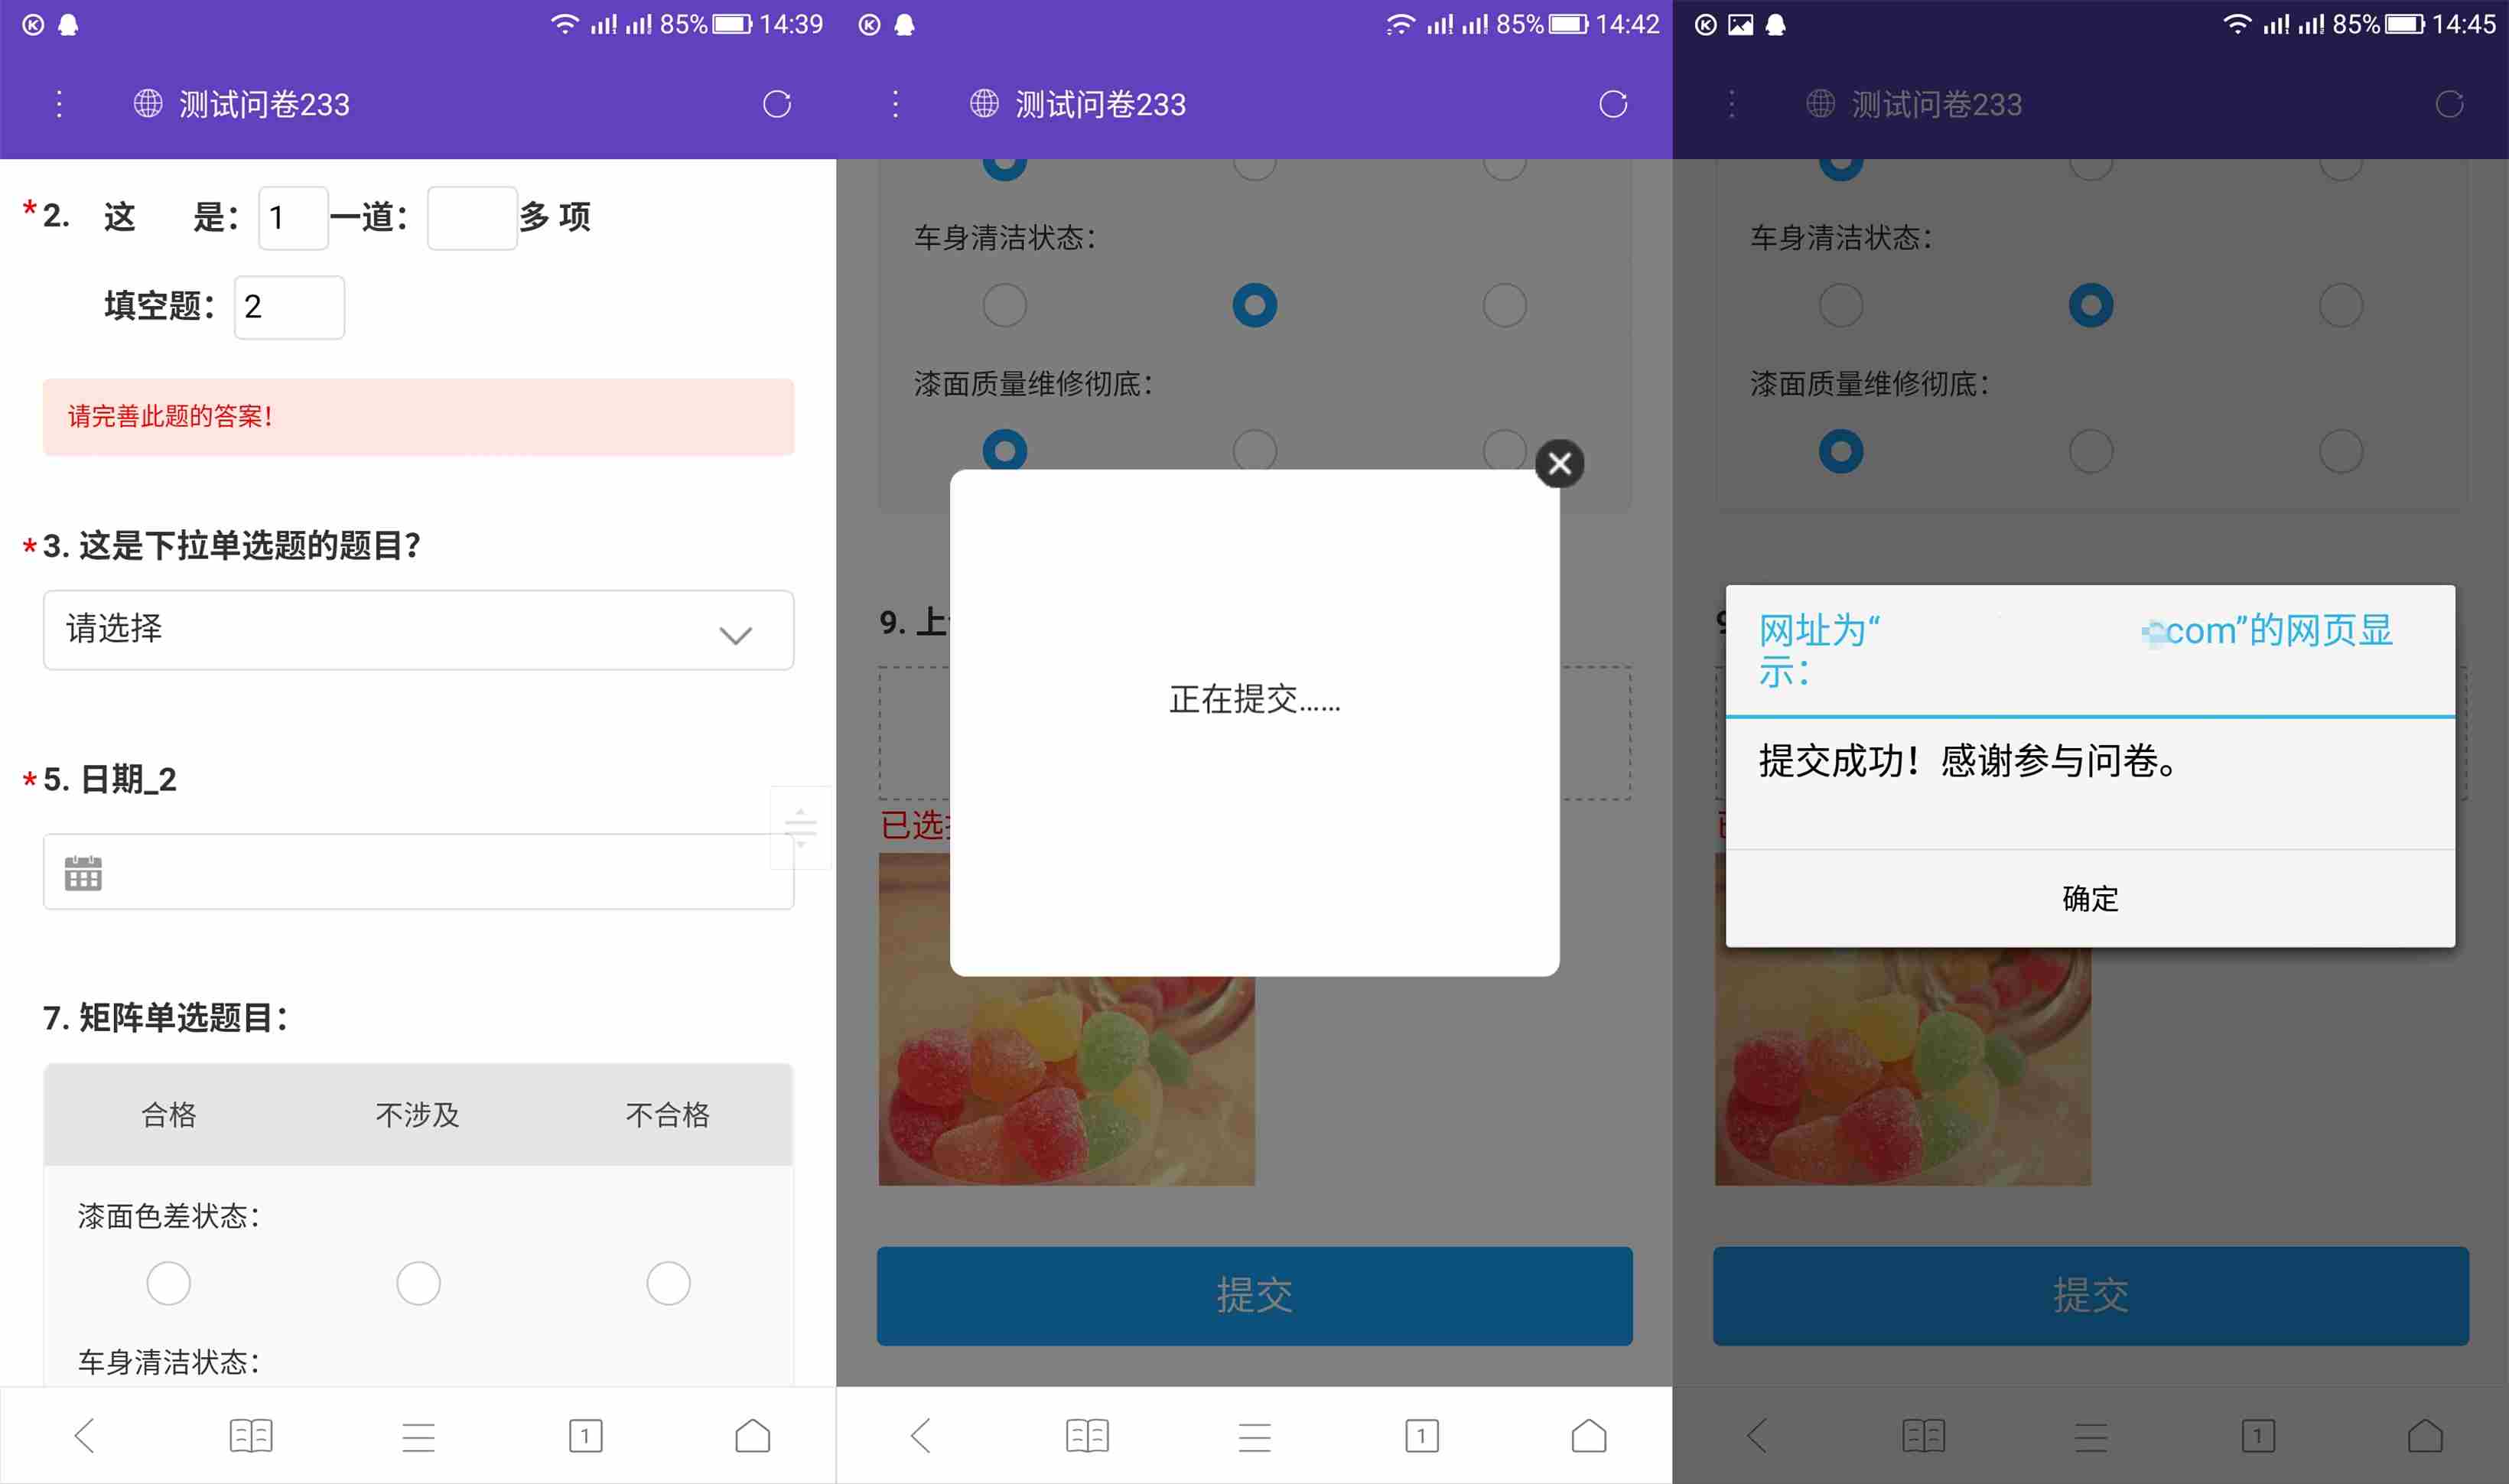 85% 14:39
测试问卷233
*2. 这 是： 1 一道： 多 项
填空题： 2
请完善此题的答案！
*3. 这是下拉单选题的题目？
请选择
*5. 日期_2
7. 矩阵单选题目：
合格 不涉及 不合格
漆面色差状态：
车身清洁状态：
1
85% 14:42
测试问卷233
车身清洁状态：
漆面质量维修彻底：
9. 上
正在提交……
已选
提交
1
85% 14:45
测试问卷233
车身清洁状态：
漆面质量维修彻底：
网址为“ com”的网页显
示：
提交成功！感谢参与问卷。
确定
提交
1